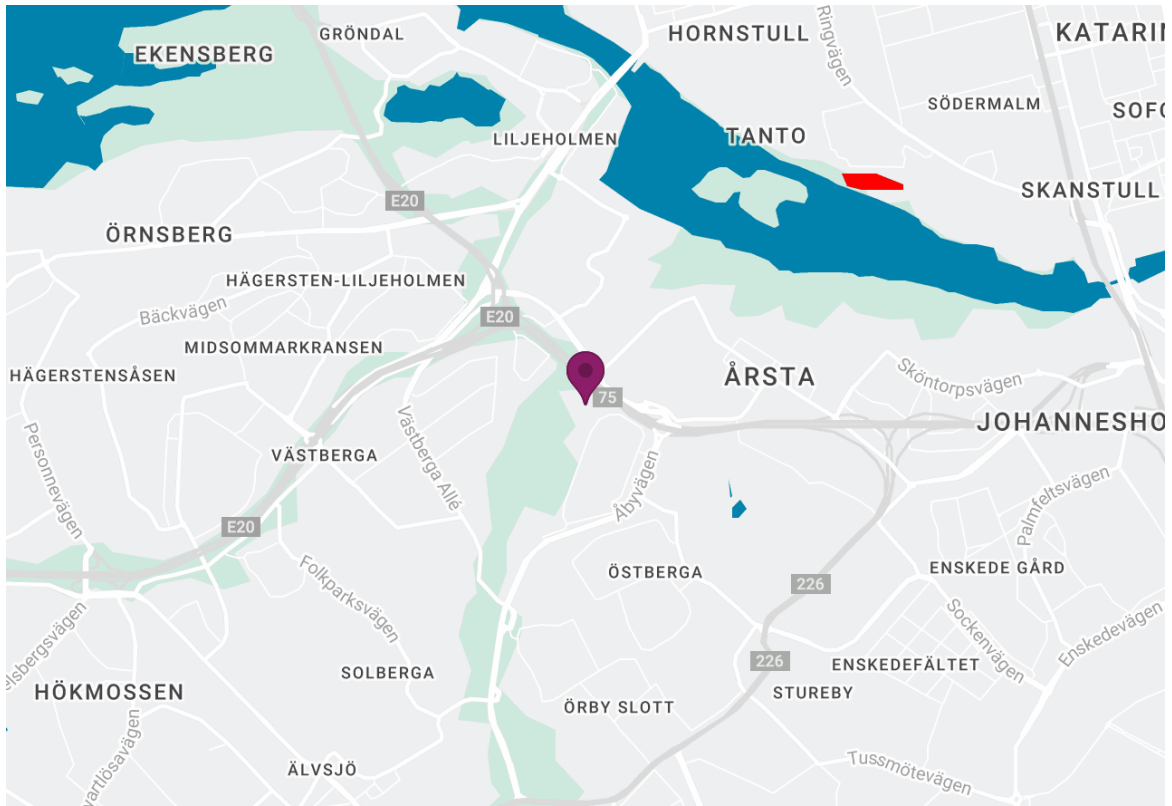 GRÖNDAL
HORNSTULL
KATARIN
EKENSBERG
Ringvägen
SÖDERMALM
SOFO
LILJEHOLMEN
TANTO
E20
SKANSTULL
ÖRNSBERG
HÄGERSTEN-LILJEHOLMEN
Bäckvägen
E20
MIDSOMMARKRANSEN
HÄGERSTENSÅSEN
ÅRSTA
Sköntorpsvägen
75
JOHANNESHO
Personnevägen
VÄSTBERGA
Västberga Allé
Åbyvägen
Palmfeltsvägen
E20
Folkparksvägen
ÖSTBERGA
226
ENSKEDE GÅRD
Sockenvägen
Enskedevägen
elsbergsvägen
SOLBERGA
226
ENSKEDEFÄLTET
HÖKMOSSEN
ÖRBY SLOTT
STUREBY
vartlösavägen
ÄLVSJÖ
Tussmötevägen